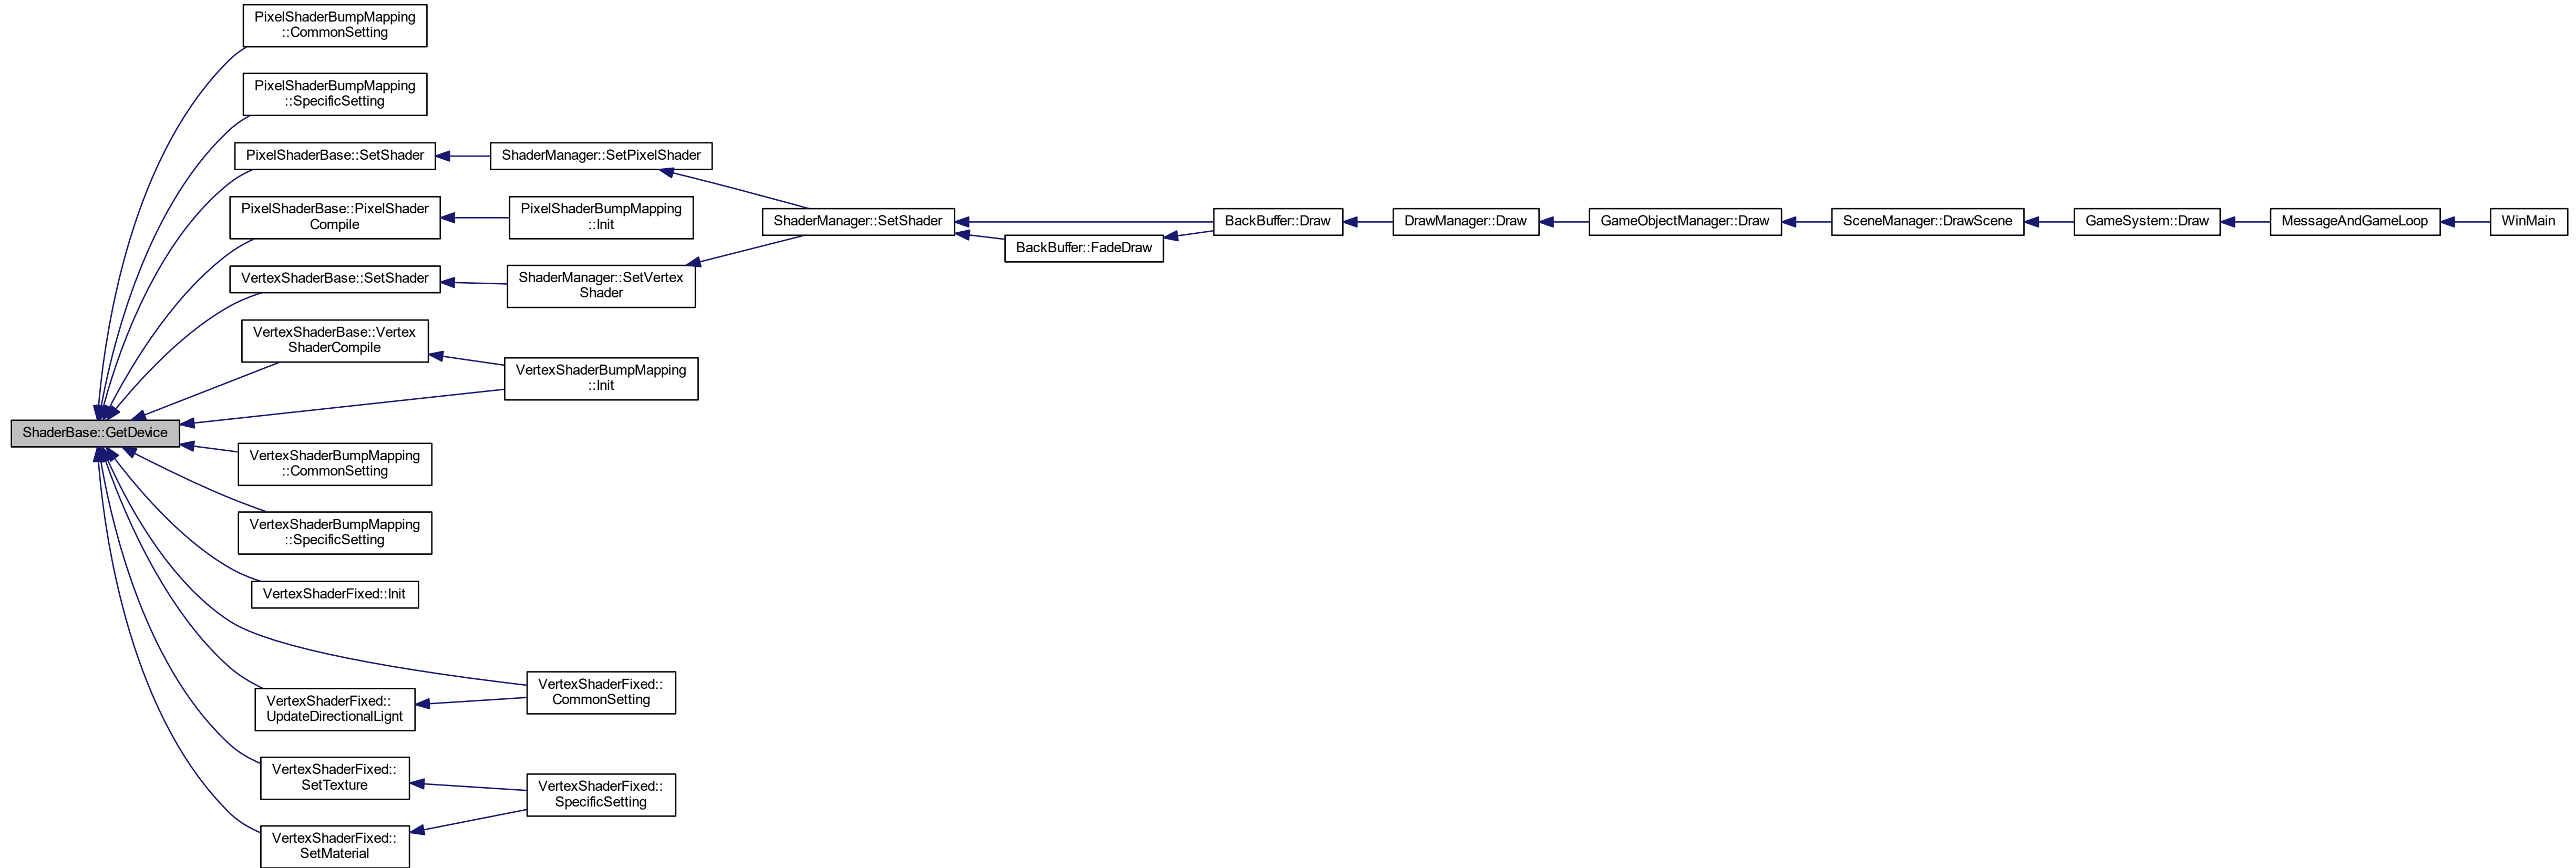 PixelShaderBumpMapping
::CommonSetting
PixelShaderBumpMapping
::SpecificSetting
PixelShaderBase::SetShader
ShaderManager::SetPixelShader
PixelShaderBase::PixelShader
Compile
PixelShaderBumpMapping
::Init
ShaderManager::SetShader
BackBuffer::Draw
DrawManager::Draw
GameObjectManager::Draw
SceneManager::DrawScene
GameSystem::Draw
MessageAndGameLoop
WinMain
BackBuffer::FadeDraw
VertexShaderBase::SetShader
ShaderManager::SetVertex
Shader
VertexShaderBase::Vertex
ShaderCompile
VertexShaderBumpMapping
::Init
ShaderBase::GetDevice
VertexShaderBumpMapping
::CommonSetting
VertexShaderBumpMapping
::SpecificSetting
VertexShaderFixed::Init
VertexShaderFixed::
CommonSetting
VertexShaderFixed::
UpdateDirectionalLignt
VertexShaderFixed::
SetTexture
VertexShaderFixed::
SpecificSetting
VertexShaderFixed::
SetMaterial